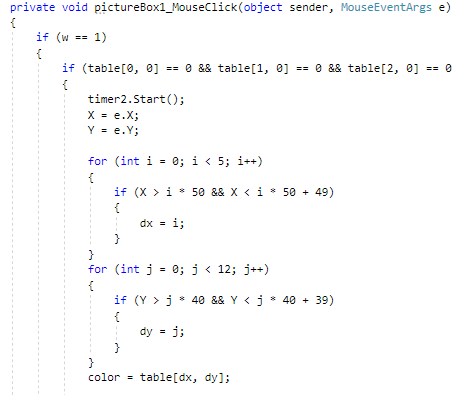 private void pictureBox1_MouseClick(object sender, MouseEventArgs e)
{
if (w == 1)
{
if (table[0, 0] == 0 && table[1, 0] == 0 && table[2, 0] == 0
{
timer2.Start();
X = e.X;
Y = e.Y;
for (int i = 0; i < 5; i++)
{
if (X > i * 50 && X < i * 50 + 49)
{
dx = i;
}
}
for (int j = 0; j < 12; j++)
{
if (Y > j * 40 && Y < j * 40 + 39)
{
dy = j;
}
}
color = table[dx, dy];